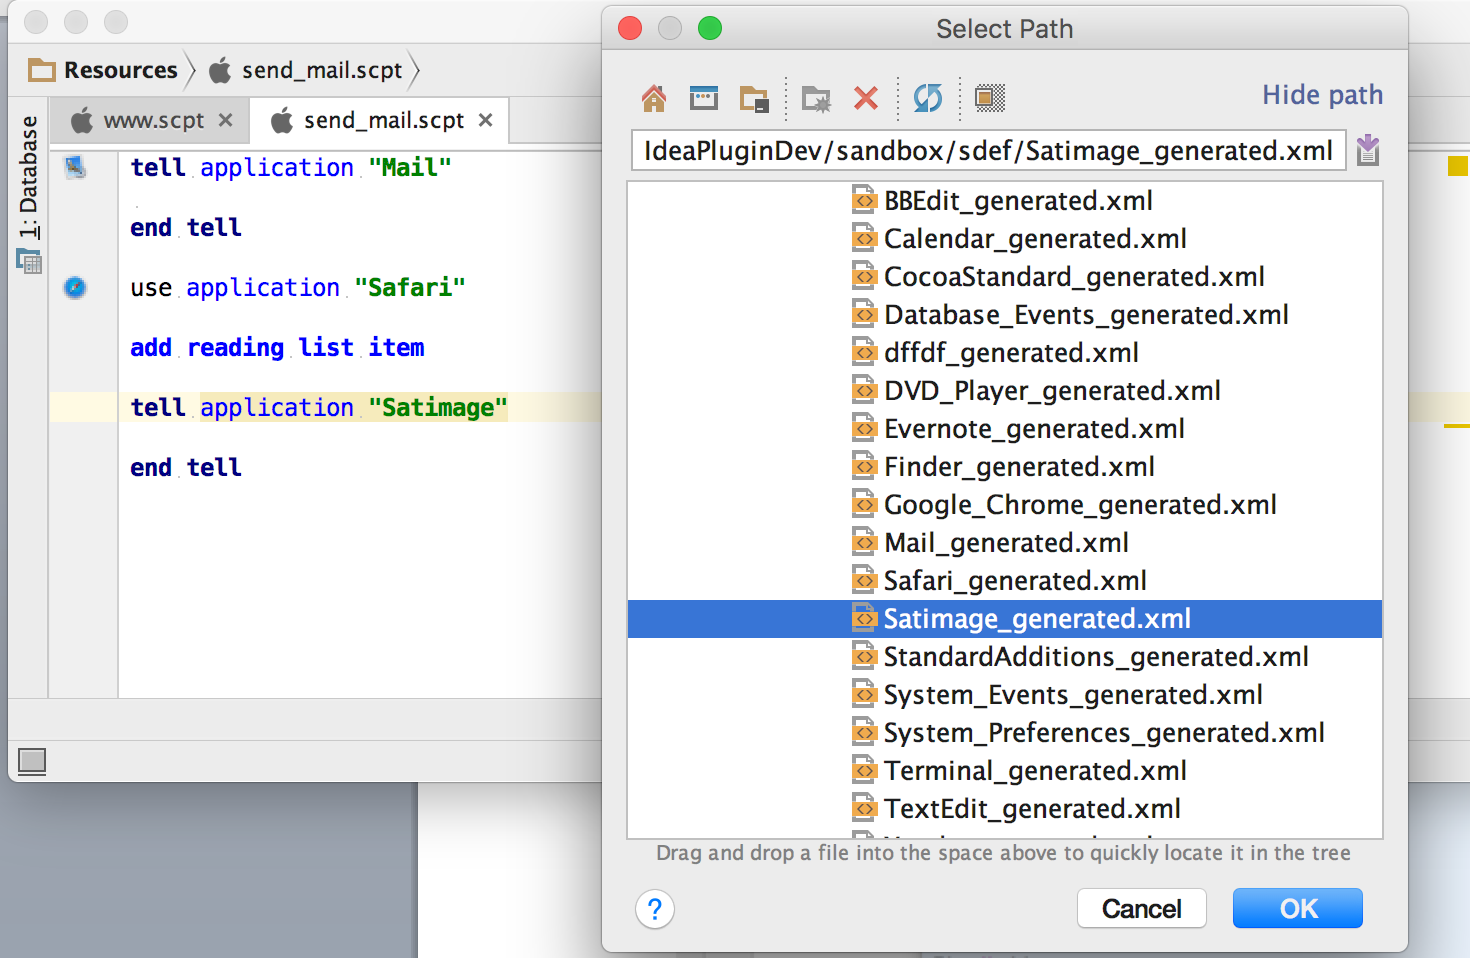 Resources
send_mail.scpt
www.scpt
send_mail.scpt
1: Database
tell application "Mail"
end tell
use application "Safari"
add reading list item
tell application "Satimage"
end tell
Select Path
Hide path
IdeaPluginDev/sandbox/sdef/Satimage_generated.xml
BBEdit_generated.xml
Calendar_generated.xml
CocoaStandard_generated.xml
Database_Events_generated.xml
dffdf_generated.xml
DVD_Player_generated.xml
Evernote_generated.xml
Finder_generated.xml
Google_Chrome_generated.xml
Mail_generated.xml
Safari_generated.xml
Satimage_generated.xml
StandardAdditions_generated.xml
System_Events_generated.xml
System_Preferences_generated.xml
Terminal_generated.xml
TextEdit_generated.xml
Drag and drop a file into the space above to quickly locate it in the tree
?
Cancel
OK